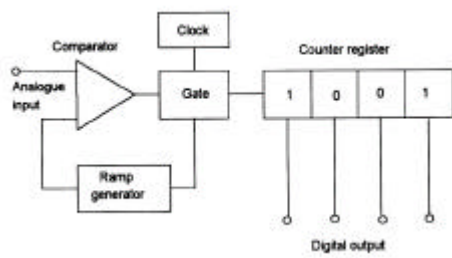 Clock
Comparator
Counter register
Analogue
input
Gate
1 0 0 1
Ramp
generator
Digital output